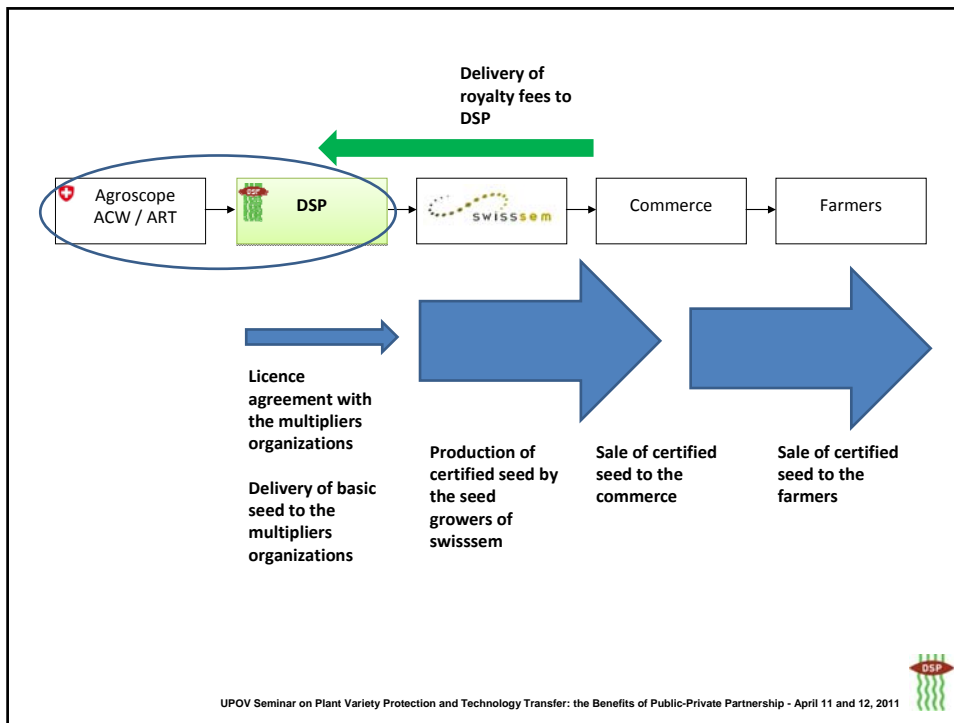 Delivery of
royalty fees to
DSP
Agroscope
ACW / ART
DSP
DSP
swisssem
Commerce
Farmers
Licence
agreement with
the multipliers
organizations
Delivery of basic
seed to the
multipliers
organizations
Production of
certified seed by
the seed
growers of
swisssem
Sale of certified
seed to the
commerce
Sale of certified
seed to the
farmers
DSP
UPOV Seminar on Plant Variety Protection and Technology Transfer: the Benefits of Public-Private Partnership - April 11 and 12, 2011